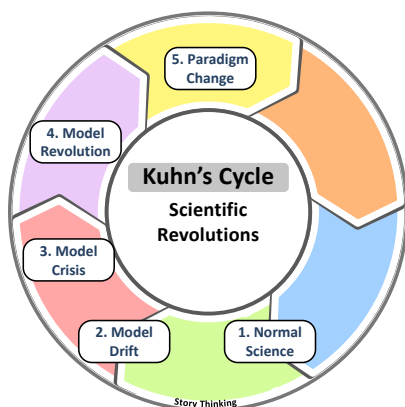 5. Paradigm
Change
4. Model
Revolution
Kuhn's Cycle
Scientific
Revolutions
3. Model
Crisis
2. Model
Drift
1. Normal
Science
Story Thinking